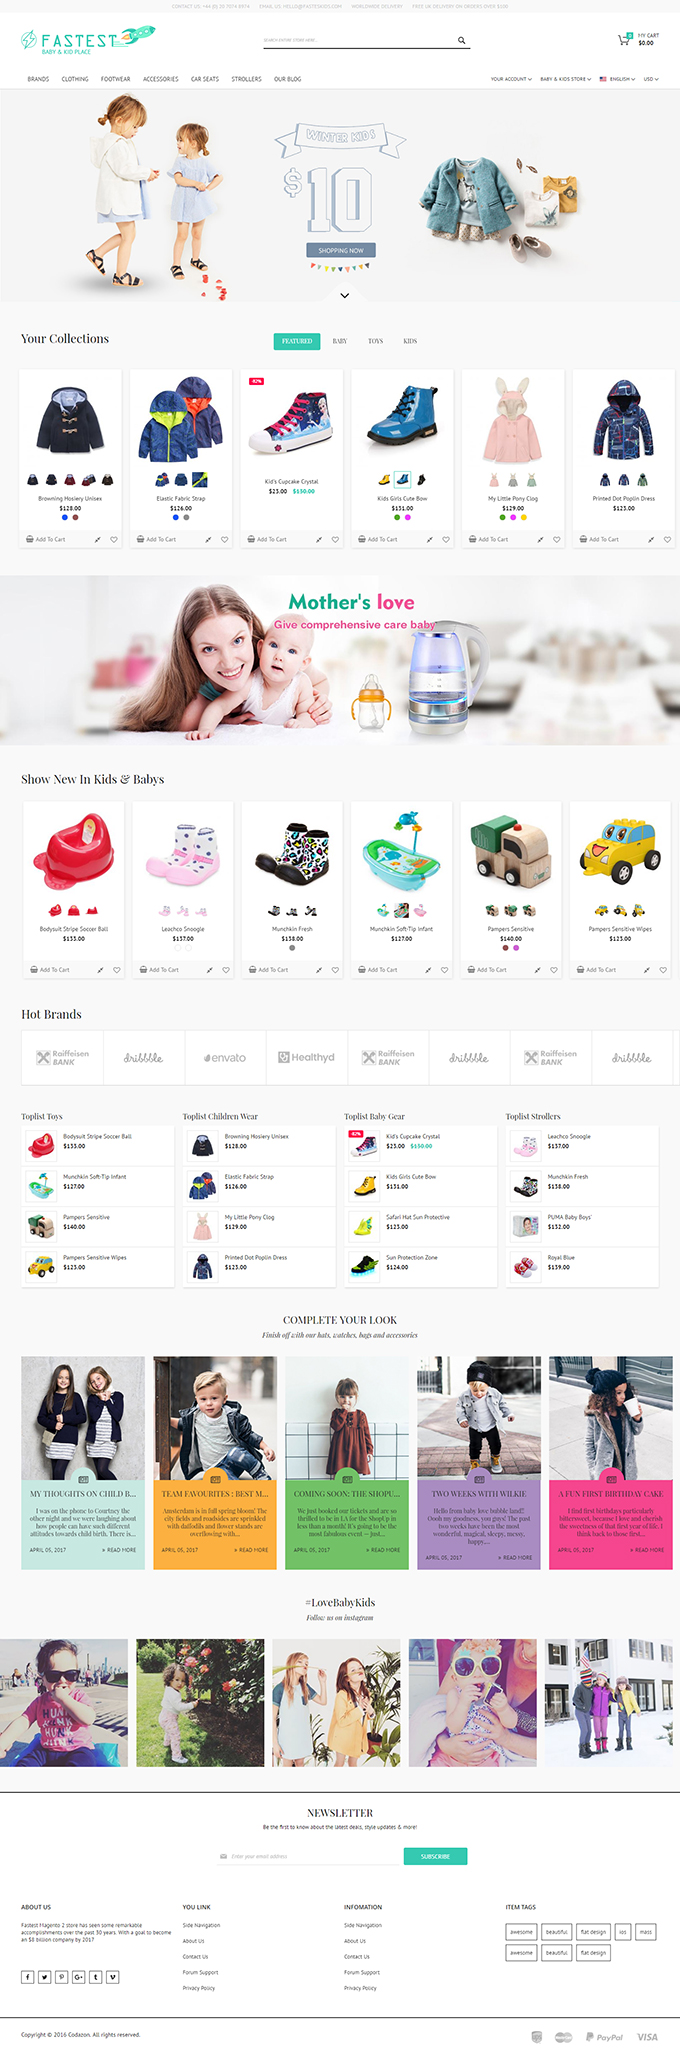 CONTACT US: +44 (0) 20 7974 8974 EMAIL US: HELLO@FASTESTKIDS.COM WORLDWIDE DELIVERY FREE UK DELIVERY ON ORDERS OVER $100
FASTEST
BABY & KID PLACE
SEARCH ENTIRE STORE HERE...
0
MY CART
$0.00
BRANDS CLOTHING FOOTWEAR ACCESSORIES CAR SEATS STROLLERS OUR BLOG
YOUR ACCOUNT BABY & KIDS STORE ENGLISH USD
WINTER KIDS
$10
SHOPPING NOW
Your Collections
FEATURED BABY TOYS KIDS
-82%
Browning Hosiery Unisex
$128.00
Add To Cart
Elastic Fabric Strap
$126.00
Add To Cart
Kid's Cupcake Crystal
$23.00 $130.00
Add To Cart
Kids Girls Cute Bow
$131.00
Add To Cart
My Little Pony Clog
$129.00
Add To Cart
Printed Dot Poplin Dress
$123.00
Add To Cart
Mother's love
Give comprehensive care baby
Show New In Kids & Babys
Bodysuit Stripe Soccer Ball
$135.00
Add To Cart
Leachco Snoogle
$137.00
Add To Cart
Munchkin Fresh
$138.00
Add To Cart
Munchkin Soft-Tip Infant
$127.00
Add To Cart
Pampers Sensitive
$140.00
Add To Cart
Pampers Sensitive Wipes
$123.00
Add To Cart
Hot Brands
Raiffeisen BANK
dribbble
envato
Healthyd
Raiffeisen BANK
dribbble
Raiffeisen BANK
dribbble
Toplist Toys
Bodysuit Stripe Soccer Ball
$135.00
Munchkin Soft-Tip Infant
$127.00
Pampers Sensitive
$140.00
Pampers Sensitive Wipes
$123.00
Toplist Children Wear
Browning Hosiery Unisex
$128.00
Elastic Fabric Strap
$126.00
My Little Pony Clog
$129.00
Printed Dot Poplin Dress
$123.00
Toplist Baby Gear
-82%
Kid's Cupcake Crystal
$23.00 $130.00
Kids Girls Cute Bow
$131.00
Safari Hat Sun Protective
$123.00
Sun Protection Zone
$124.00
Toplist Strollers
Leachco Snoogle
$137.00
Munchkin Fresh
$138.00
PUMA Baby Boys'
$132.00
Royal Blue
$139.00
COMPLETE YOUR LOOK
Finish off with our hats, watches, bags and accessories
MY THOUGHTS ON CHILD B...
I was on the phone to Courtney the
other night and we were laughing about
how people can have such different
attitudes towards child birth. There is...
APRIL 05, 2017 » READ MORE
TEAM FAVOURITES : BEST M...
Amsterdam is in full spring bloom! The
city fields and roadsides are sprinkled
with daffodils and flower stands are
overflowing with...
APRIL 05, 2017 » READ MORE
COMING SOON: THE SHOPU...
We just booked our tickets and are so
thrilled to be in LA for the ShopUp in
less than a month! It's going to be the
most fabulous event – just...
APRIL 05, 2017 » READ MORE
TWO WEEKS WITH WILKIE
Hello from baby love bubble land!!
Oooh my goodness, you guys! The past
two weeks have been the most
wonderful, magical, sleepy, messy,
happy,...
APRIL 05, 2017 » READ MORE
A FUN FIRST BIRTHDAY CAKE
I find first birthdays particularly
bittersweet, because I love and cherish
the sweetness of that first year of life. I
think back to those first...
APRIL 05, 2017 » READ MORE
#LoveBabyKids
Follow us on instagram
NEWSLETTER
Be the first to know about the latest deals, style updates & more!
Enter your email address
SUBSCRIBE
ABOUT US
Fastest Magento 2 store has seen some remarkable
accomplishments over the past 30 years. With a goal to become
an $8 billion company by 2017
YOU LINK
Side Navigation
About Us
Contact Us
Forum Support
Privacy Policy
INFOMATION
Side Navigation
About Us
Contact Us
Forum Support
Privacy Policy
ITEM TAGS
awesome beautiful flat design ios mass
awesome beautiful flat design
Copyright © 2016 Codazon. All rights reserved.
PayPal VISA